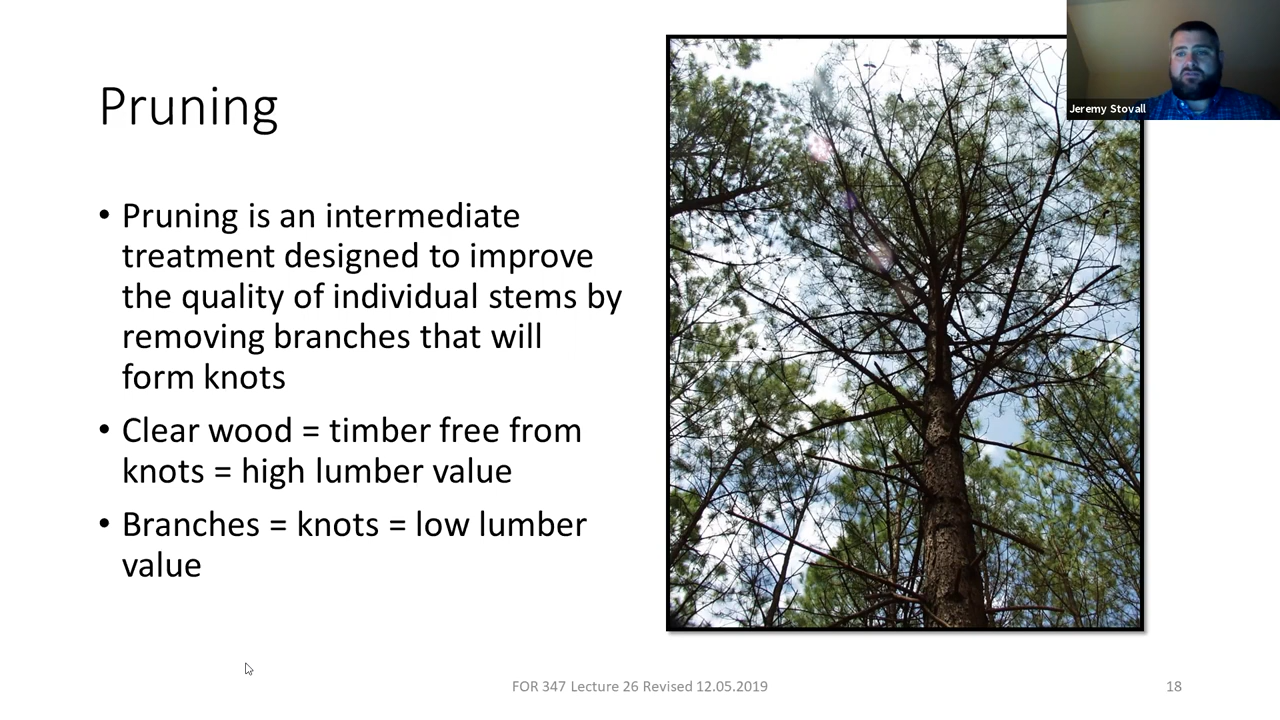 Pruning
• Pruning is an intermediate
treatment designed to improve
the quality of individual stems by
removing branches that will
form knots
• Clear wood = timber free from
knots = high lumber value
• Branches = knots = low lumber
value
Jeremy Stovall
FOR 347 Lecture 26 Revised 12.05.2019
18